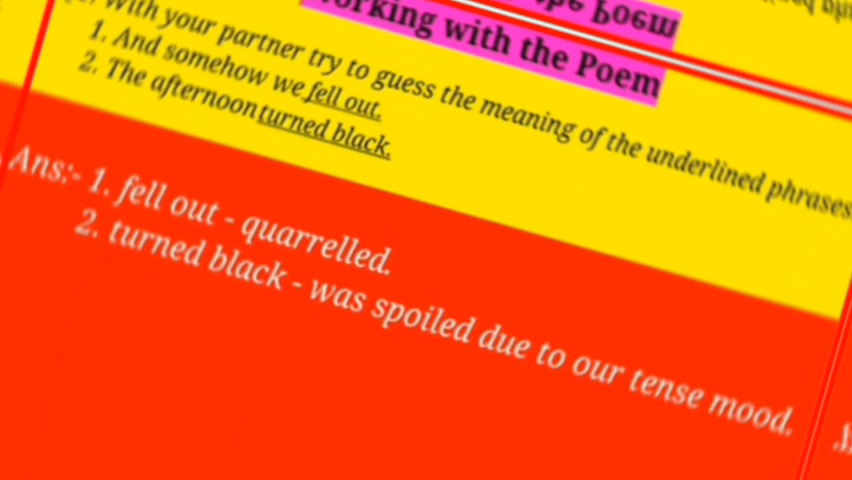 Working with the Poem
With your partner try to guess the meaning of the underlined phrases
1. And somehow we fell out.
2. The afternoon turned black.
Ans:- 1. fell out - quarrelled.
2. turned black - was spoiled due to our tense mood.